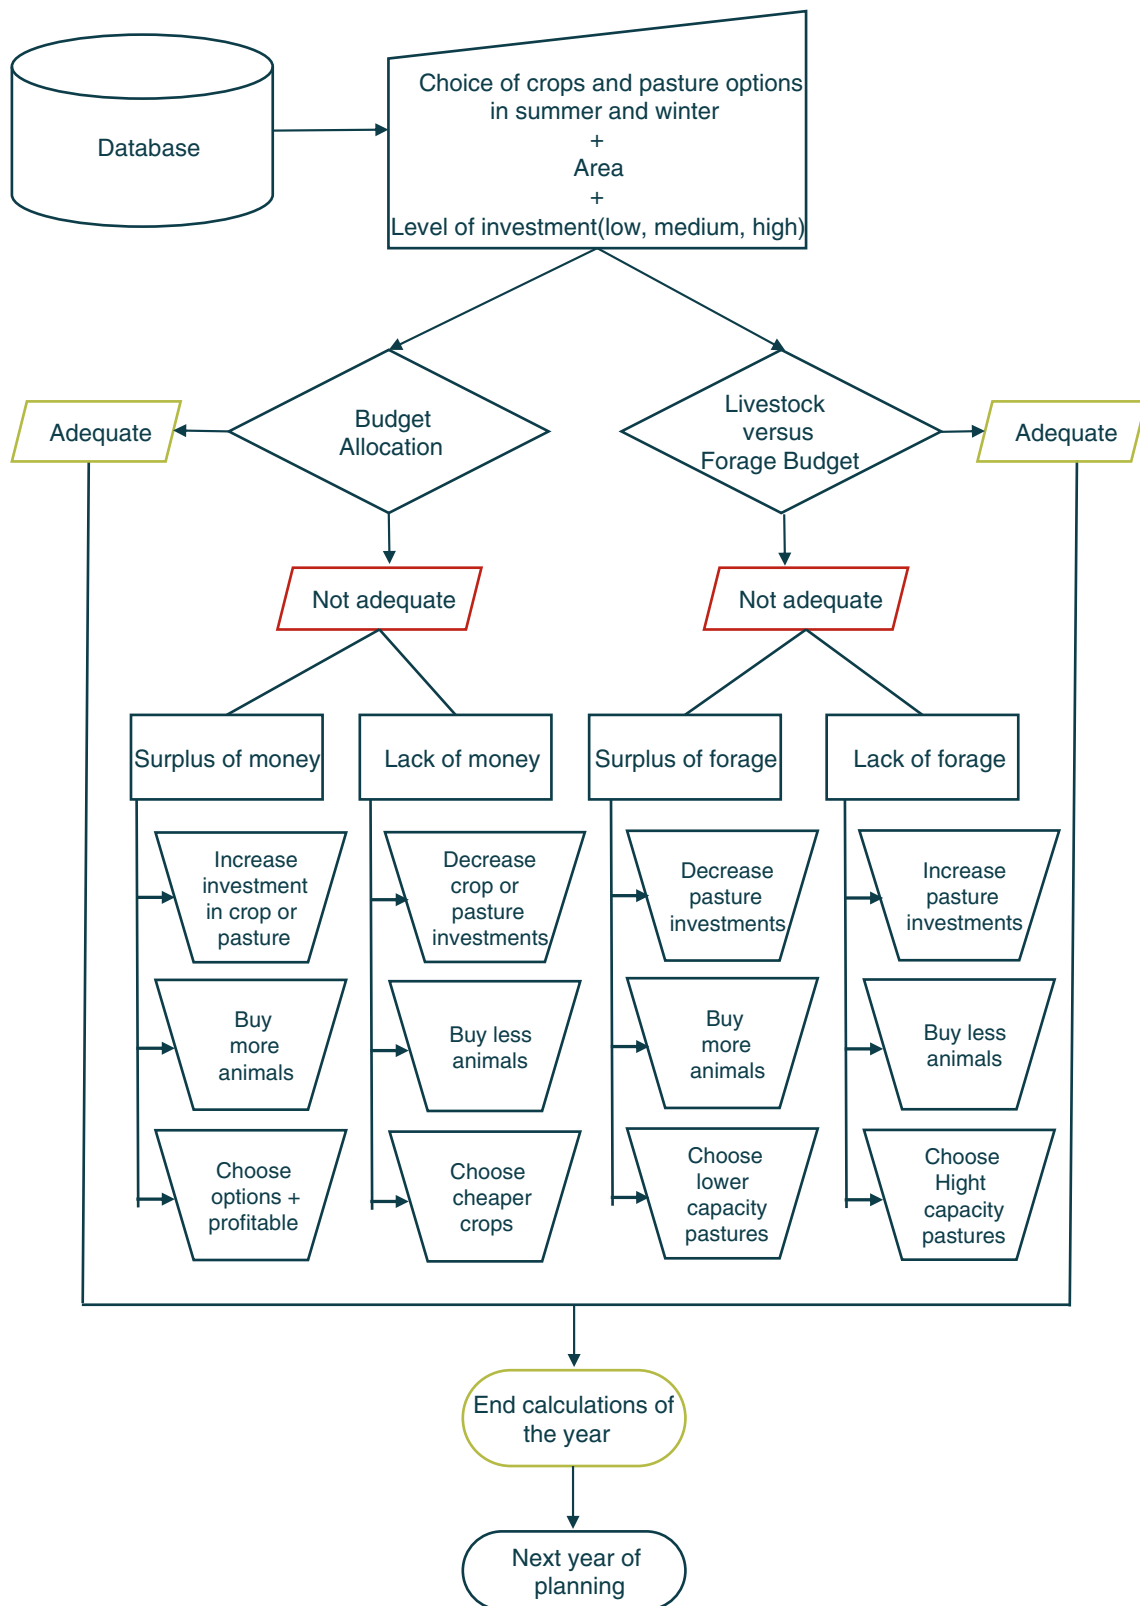 Database
Choice of crops and pasture options
in summer and winter
+
Area
+
Level of investment(low, medium, high)
Adequate
Budget
Allocation
Livestock
versus
Forage Budget
Adequate
Not adequate
Not adequate
Surplus of money
Lack of money
Surplus of forage
Lack of forage
Increase
investment
in crop or
pasture
Decrease
crop or
pasture
investments
Decrease
pasture
investments
Increase
pasture
investments
Buy
more
animals
Buy less
animals
Buy
more
animals
Buy less
animals
Choose
options +
profitable
Choose
cheaper
crops
Choose
lower
capacity
pastures
Choose
Hight
capacity
pastures
End calculations of
the year
Next year of
planning